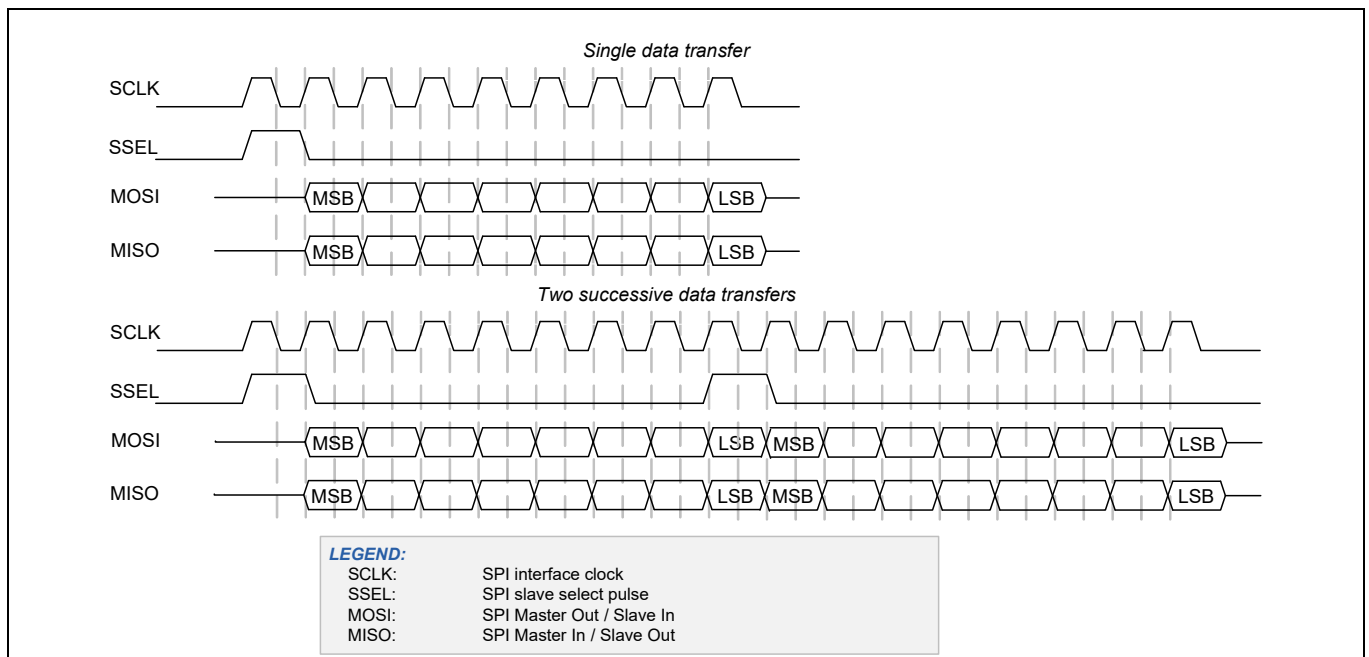 Single data transfer
SCLK
SSEL
MOSI MSB LSB
MISO MSB LSB
Two successive data transfers
SCLK
SSEL
MOSI MSB LSB MSB LSB
MISO MSB LSB MSB LSB
LEGEND:
SCLK: SPI interface clock
SSEL: SPI slave select pulse
MOSI: SPI Master Out / Slave In
MISO: SPI Master In / Slave Out